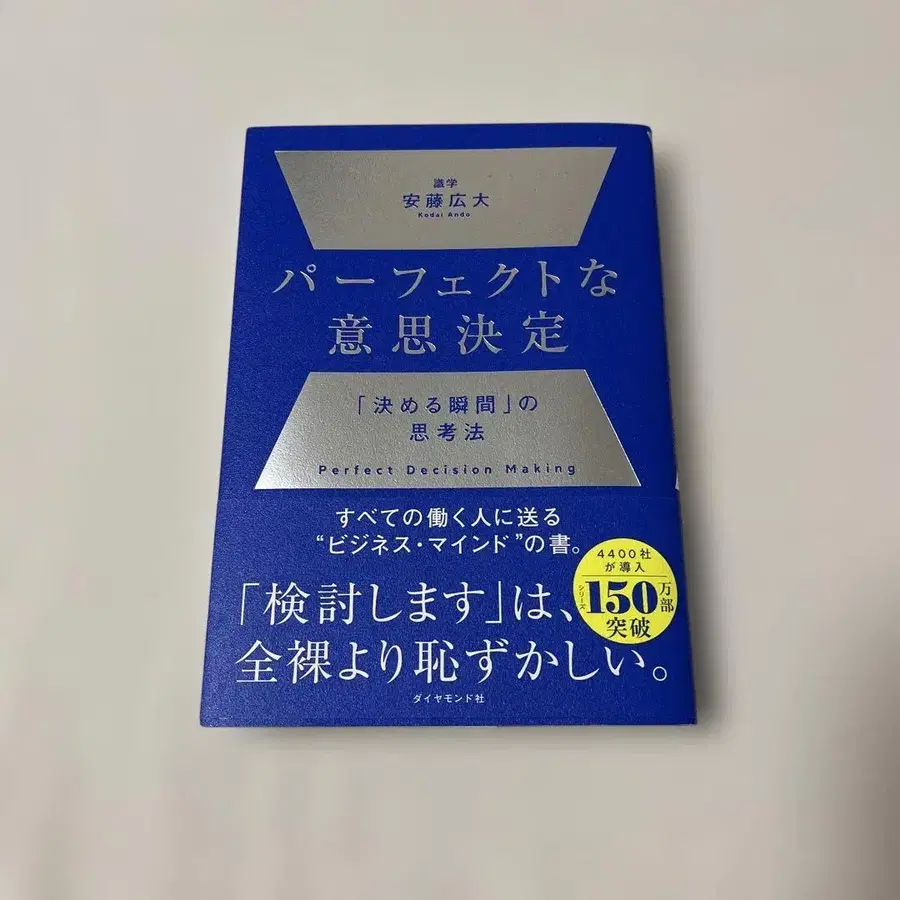 識学
安藤広大
Kodai Ando
パーフェクトな
意思決定
「決める瞬間」の
思考法
Perfect Decision Making
すべての働く人に送る
“ビジネス・マインド”の書。
「検討します」は、
全裸より恥ずかしい。
4400社
が導入
シリーズ150万部
突破
ダイヤモンド社